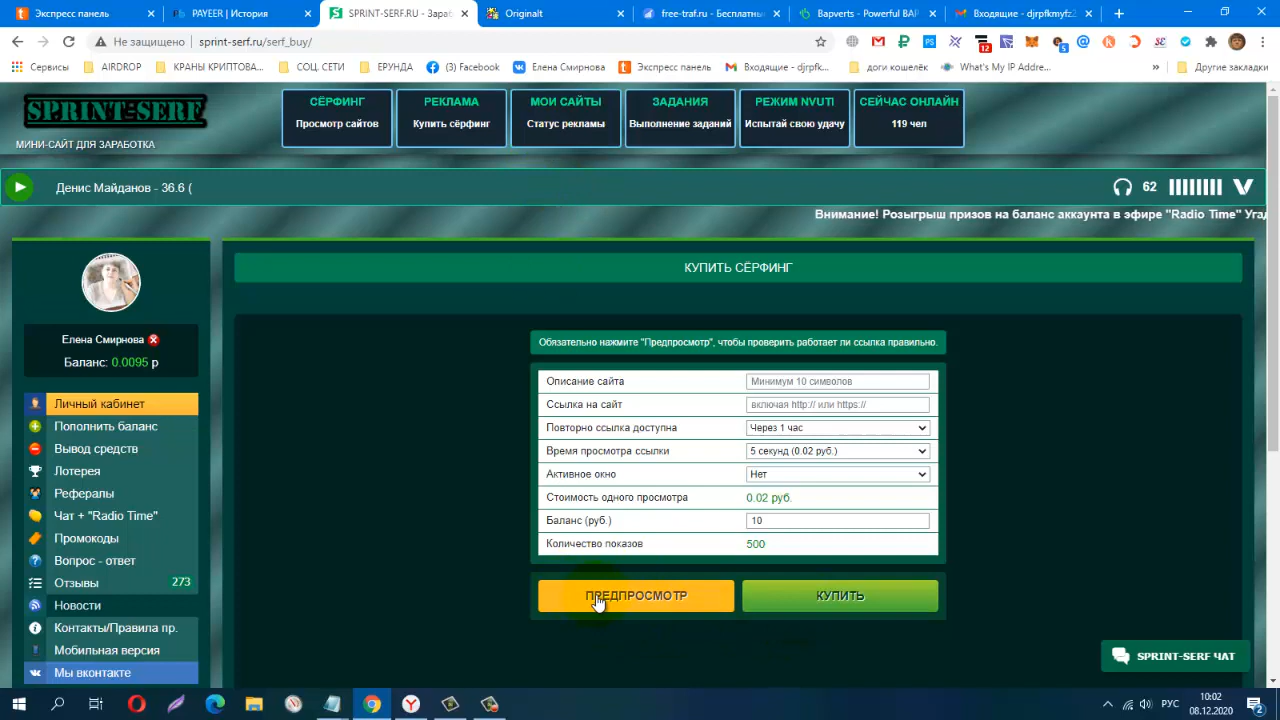 Экспресс панель
PAYEER | История
SPRINT-SERF.RU - Зараб
Originalt
free-traf.ru - Бесплатны
Bapverts - Powerful BAP
Входящие - djrpfkmyfz2
Не защищено | sprint-serf.ru/serf_buy/
12
5
Сервисы
AIRDROP
КРАНЫ КРИПТОВА...
СОЦ. СЕТИ
ЕРУНДА
(3) Facebook
Елена Смирнова
Экспресс панель
Входящие - djrpfk...
доги кошелёк
What's My IP Addre...
»
Другие закладки
SPRINT-SERF
МИНИ-САЙТ ДЛЯ ЗАРАБОТКА
СЁРФИНГ
Просмотр сайтов
РЕКЛАМА
Купить сёрфинг
МОИ САЙТЫ
Статус рекламы
ЗАДАНИЯ
Выполнение заданий
РЕЖИМ NVUTI
Испытай свою удачу
СЕЙЧАС ОНЛАЙН
119 чел
Денис Майданов - 36.6 (
62
Внимание! Розыгрыш призов на баланс аккаунта в эфире "Radio Time" Угад
Елена Смирнова
Баланс: 0.0095 р
Личный кабинет
Пополнить баланс
Вывод средств
Лотерея
Рефералы
Чат + "Radio Time"
Промокоды
Вопрос - ответ
Отзывы 273
Новости
Контакты/Правила пр.
Мобильная версия
Мы вконтакте
КУПИТЬ СЁРФИНГ
Обязательно нажмите "Предпросмотр", чтобы проверить работает ли ссылка правильно.
Описание сайта Минимум 10 символов
Ссылка на сайт включая http:// или https://
Повторно ссылка доступна Через 1 час
Время просмотра ссылки 5 секунд (0.02 руб.)
Активное окно Нет
Стоимость одного просмотра 0.02 руб.
Баланс (руб.) 10
Количество показов 500
ПРЕДПРОСМОТР
КУПИТЬ
SPRINT-SERF ЧАТ
РУС
10:02
08.12.2020
2